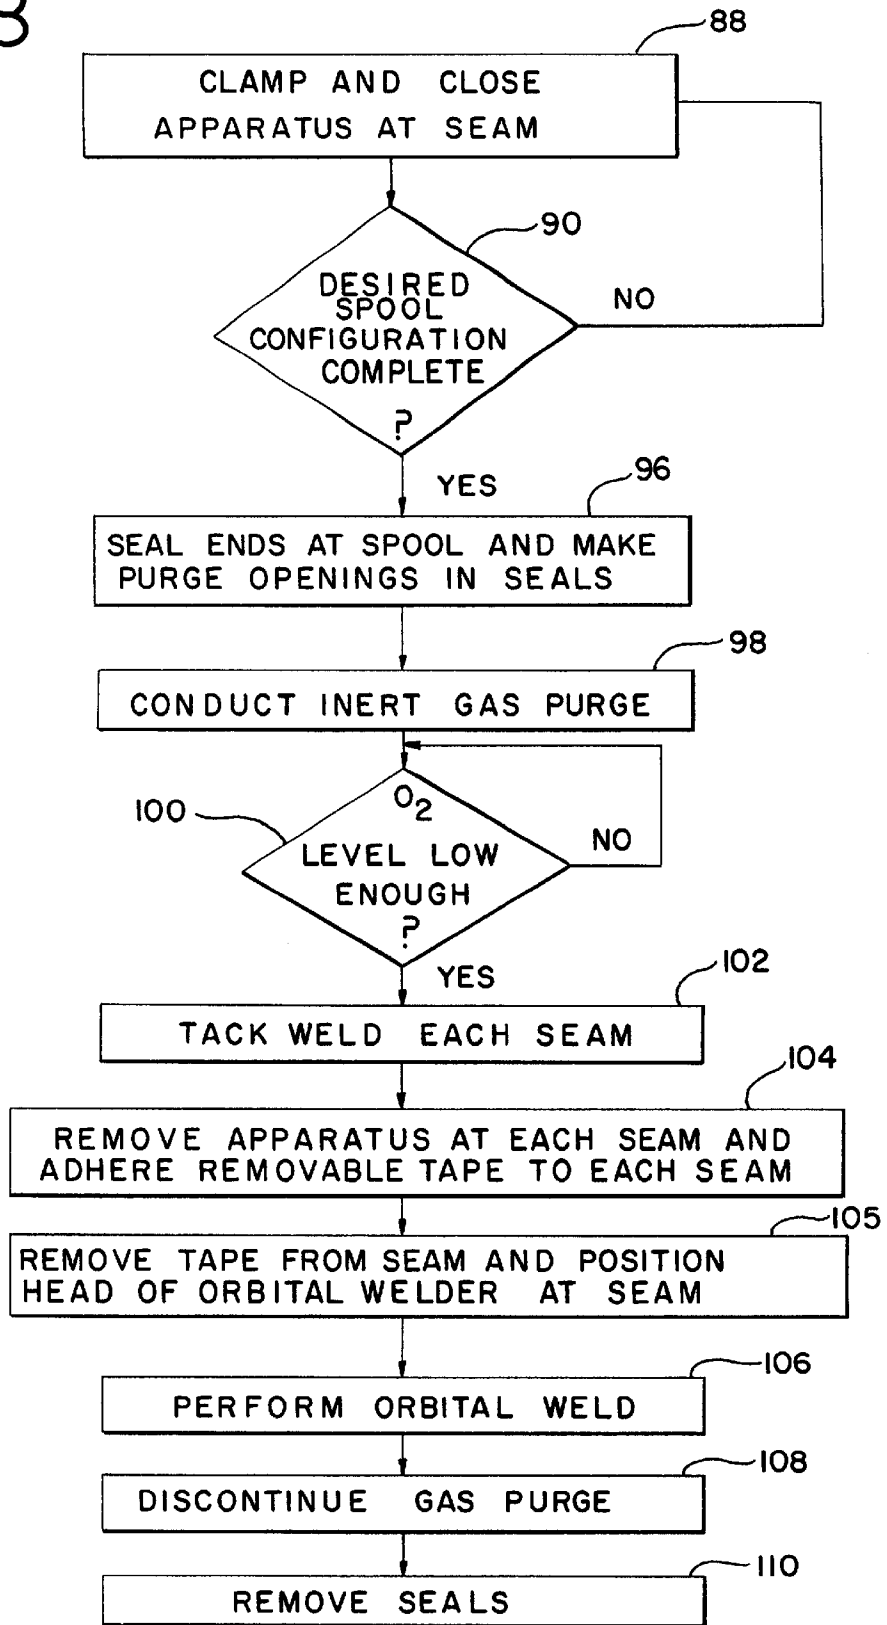 88
CLAMP AND CLOSE
APPARATUS AT SEAM
90
DESIRED
SPOOL
CONFIGURATION
COMPLETE
?
NO
YES
96
SEAL ENDS AT SPOOL AND MAKE
PURGE OPENINGS IN SEALS
98
CONDUCT INERT GAS PURGE
100
O2
LEVEL LOW
ENOUGH
?
NO
YES
102
TACK WELD EACH SEAM
104
REMOVE APPARATUS AT EACH SEAM AND
ADHERE REMOVABLE TAPE TO EACH SEAM
105
REMOVE TAPE FROM SEAM AND POSITION
HEAD OF ORBITAL WELDER AT SEAM
106
PERFORM ORBITAL WELD
108
DISCONTINUE GAS PURGE
110
REMOVE SEALS